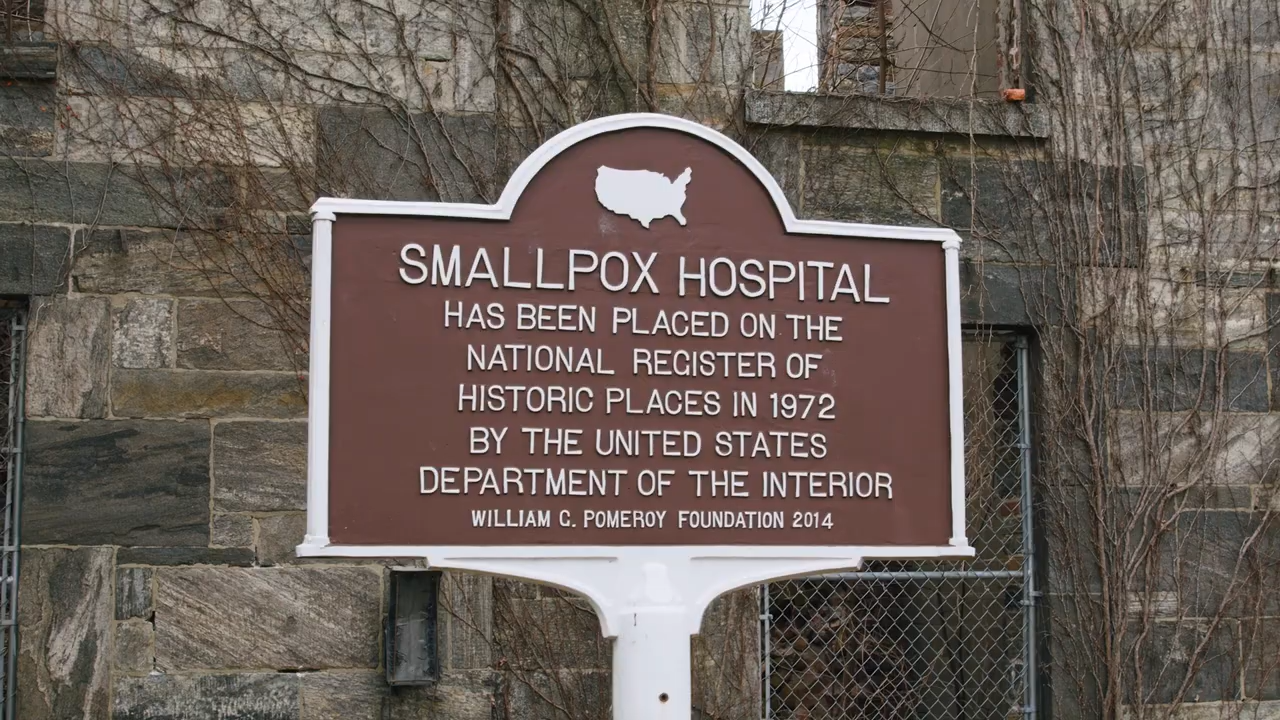 SMALLPOX HOSPITAL
HAS BEEN PLACED ON THE
NATIONAL REGISTER OF
HISTORIC PLACES IN 1972
BY THE UNITED STATES
DEPARTMENT OF THE INTERIOR
WILLIAM G. POMEROY FOUNDATION 2014